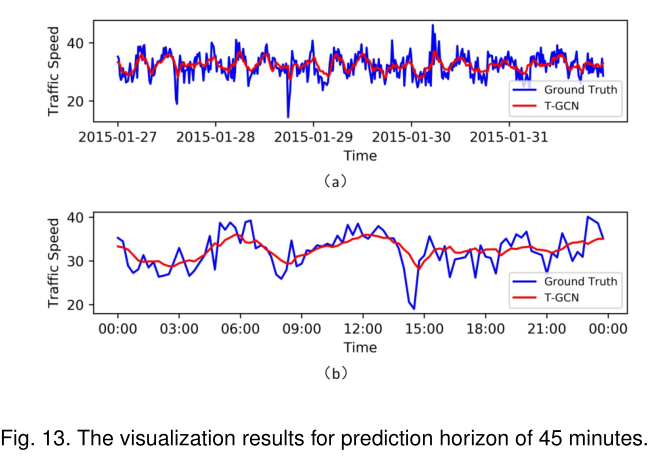 40
20
Traffic Speed
Ground Truth
T-GCN
2015-01-27 2015-01-28 2015-01-29 2015-01-30 2015-01-31
Time
(a)
40
30
20
Traffic Speed
Ground Truth
T-GCN
00:00 03:00 06:00 09:00 12:00 15:00 18:00 21:00 00:00
Time
(b)
Fig. 13. The visualization results for prediction horizon of 45 minutes.